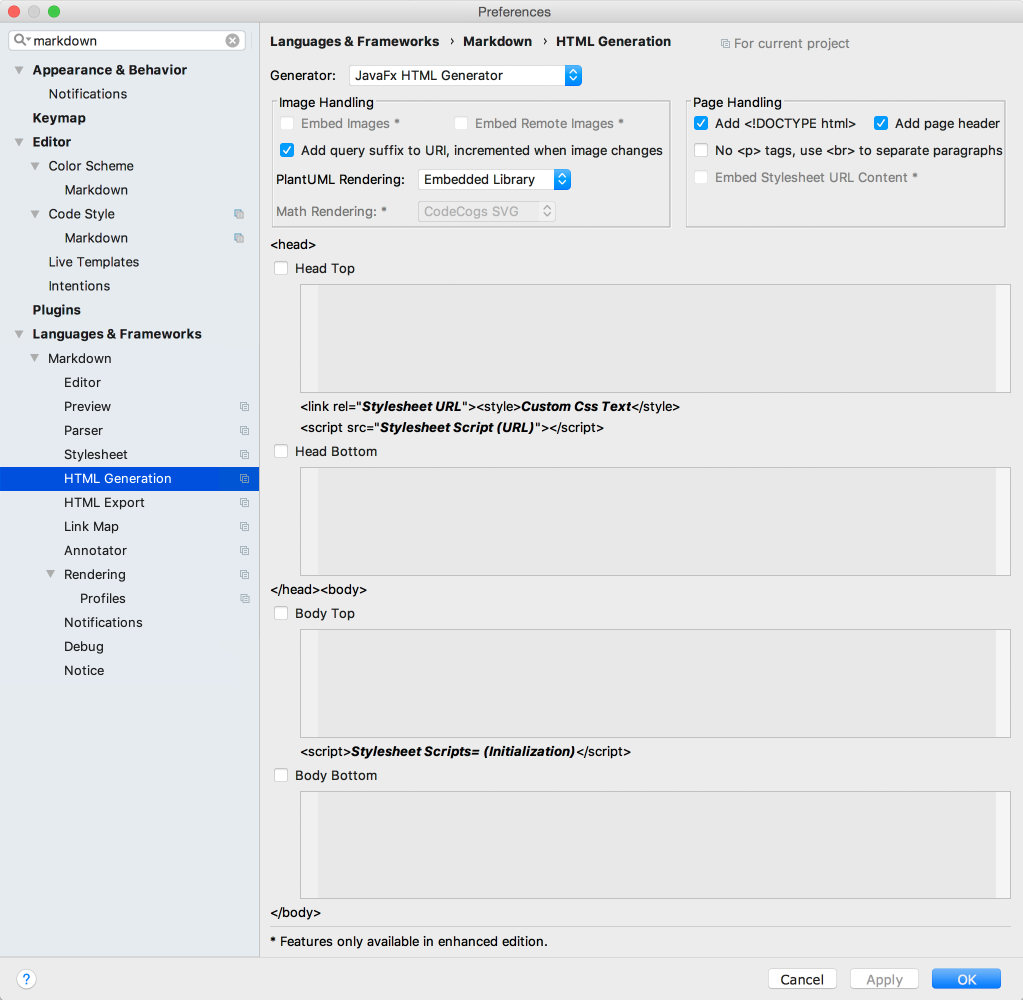 Preferences
markdown
Languages & Frameworks › Markdown › HTML Generation
For current project
Appearance & Behavior
Notifications
Keymap
Editor
Color Scheme
Markdown
Code Style
Markdown
Live Templates
Intentions
Plugins
Languages & Frameworks
Markdown
Editor
Preview
Parser
Stylesheet
HTML Generation
HTML Export
Link Map
Annotator
Rendering
Profiles
Notifications
Debug
Notice
Generator: JavaFx HTML Generator
Image Handling
Embed Images *
Embed Remote Images *
Add query suffix to URI, incremented when image changes
PlantUML Rendering: Embedded Library
Math Rendering: * CodeCogs SVG
Page Handling
Add <!DOCTYPE html>
Add page header
No <p> tags, use <br> to separate paragraphs
Embed Stylesheet URL Content *
<head>
Head Top
<link rel="Stylesheet URL"><style>Custom Css Text</style>
<script src="Stylesheet Script (URL)"></script>
Head Bottom
</head><body>
Body Top
<script>Stylesheet Scripts= (Initialization)</script>
Body Bottom
</body>
* Features only available in enhanced edition.
?
Cancel
Apply
OK